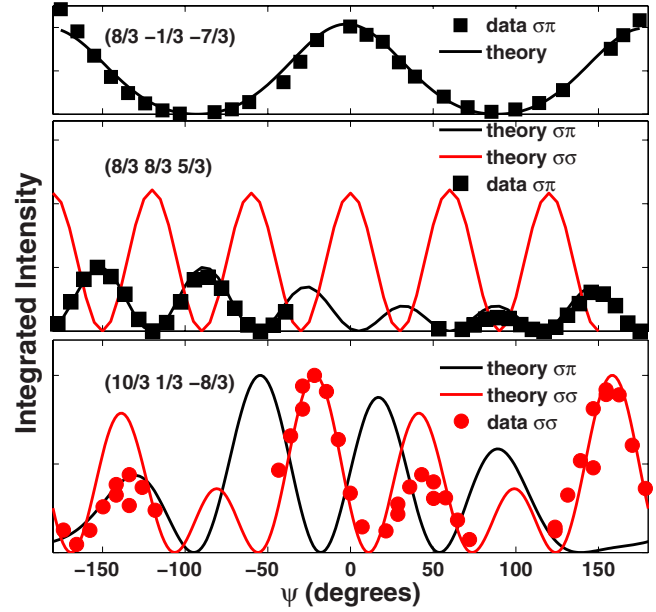 (8/3 −1/3 −7/3)
data σπ
theory
(8/3 8/3 5/3)
theory σπ
theory σσ
data σπ
(10/3 1/3 −8/3)
theory σπ
theory σσ
data σσ
Integrated Intensity
−150 −100 −50 0 50 100 150
ψ (degrees)